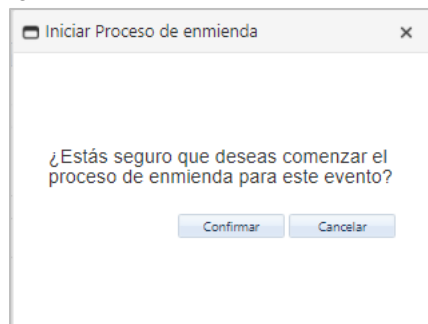 Iniciar Proceso de enmienda
¿Estás seguro que deseas comenzar el
proceso de enmienda para este evento?
Confirmar Cancelar